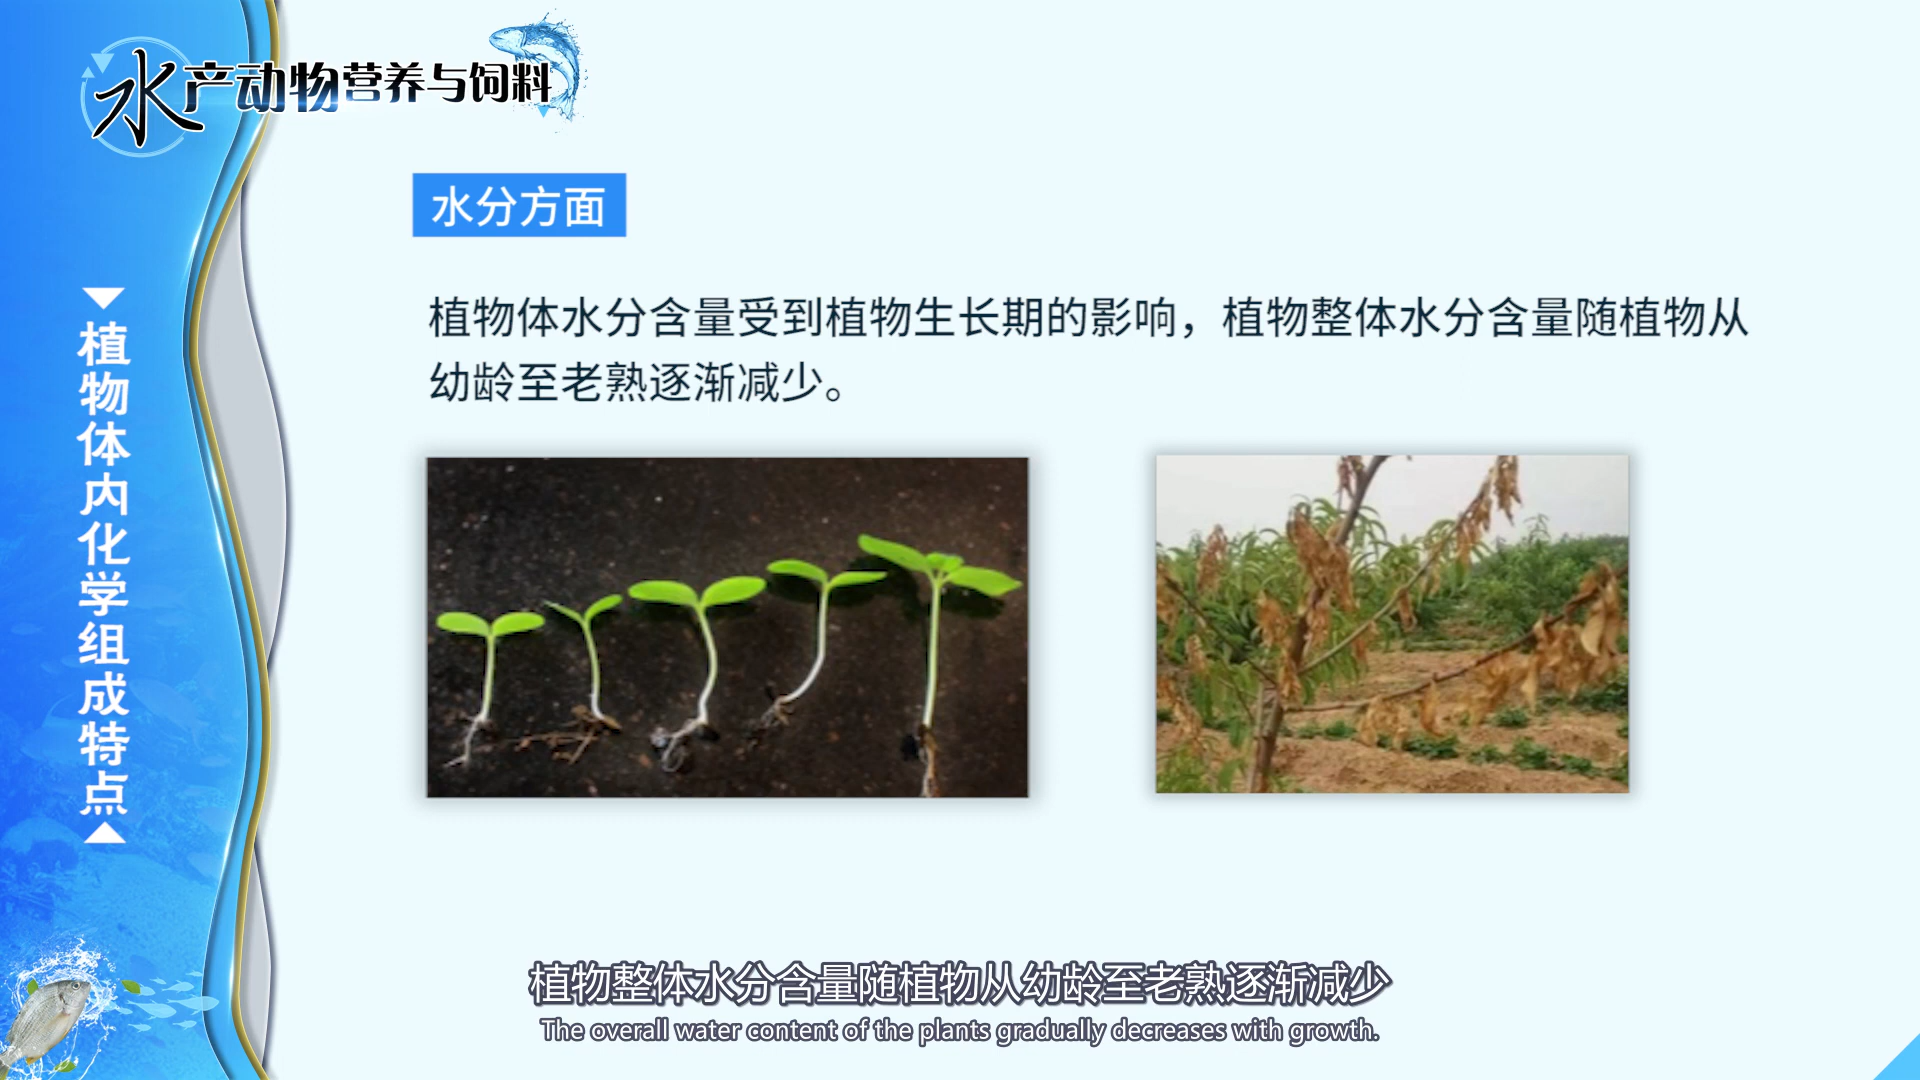 水产动物营养与饲料
水分方面
植物体水分含量受到植物生长期的影响，植物整体水分含量随植物从
幼龄至老熟逐渐减少。
植物体内化学组成特点
植物整体水分含量随植物从幼龄至老熟逐渐减少
The overall water content of the plants gradually decreases with growth.